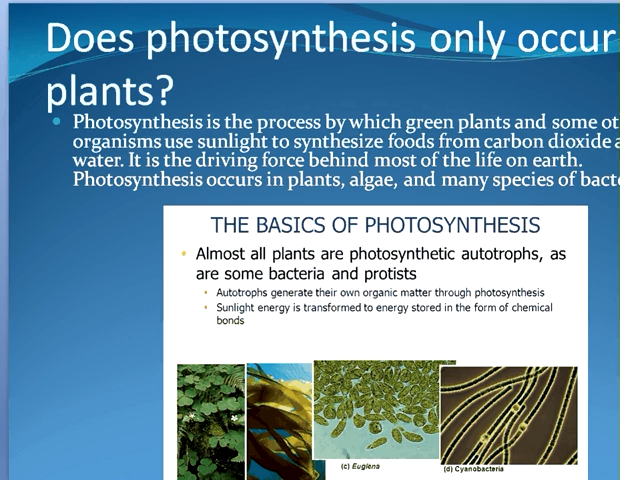 Does photosynthesis only occur
plants?
Photosynthesis is the process by which green plants and some
organisms use sunlight to synthesize foods from carbon dioxide
water. It is the driving force behind most of the life on earth.
Photosynthesis occurs in plants, algae, and many species of
THE BASICS OF PHOTOSYNTHESIS
Almost all plants are photosynthetic autotrophs, as
are some bacteria and protists
Autotrophs generate their own organic matter through photosynthesis
Sunlight energy is transformed to energy stored in the form of chemical
bonds
(c) Euglena
(d) Cyanobacteria